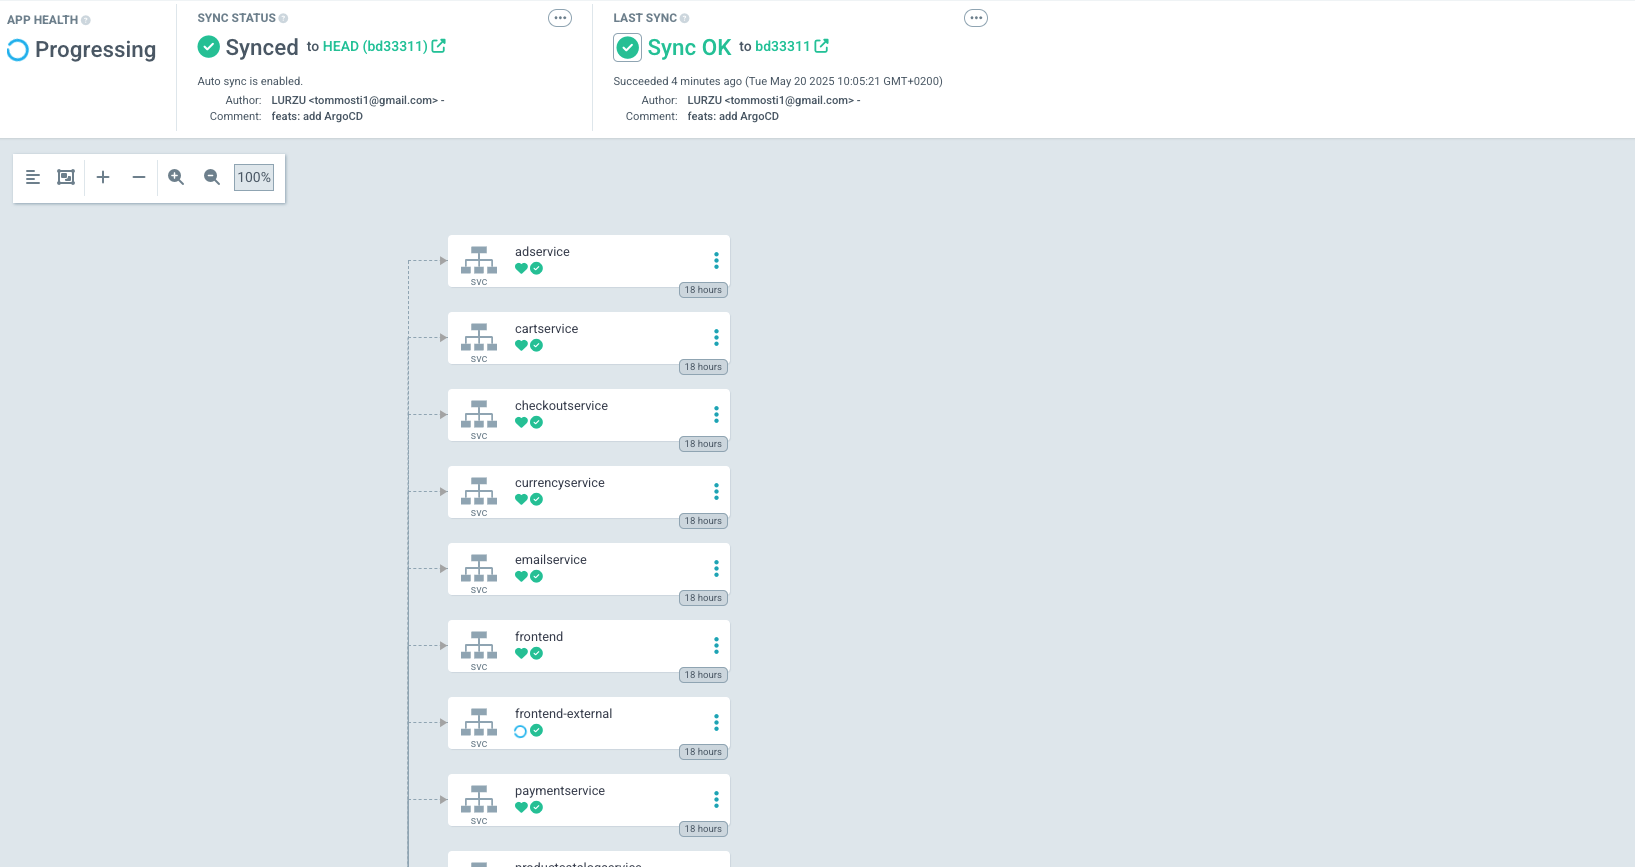 APP HEALTH
Progressing
SYNC STATUS
Synced to HEAD (bd33311)
Auto sync is enabled.
Author: LURZU <tommosti1@gmail.com> -
Comment: feats: add ArgoCD
LAST SYNC
Sync OK to bd33311
Succeeded 4 minutes ago (Tue May 20 2025 10:05:21 GMT+0200)
Author: LURZU <tommosti1@gmail.com> -
Comment: feats: add ArgoCD
100%
adservice
svc
18 hours
cartservice
svc
18 hours
checkoutservice
svc
18 hours
currencyservice
svc
18 hours
emailservice
svc
18 hours
frontend
svc
18 hours
frontend-external
svc
18 hours
paymentservice
svc
18 hours
productcatalogservice